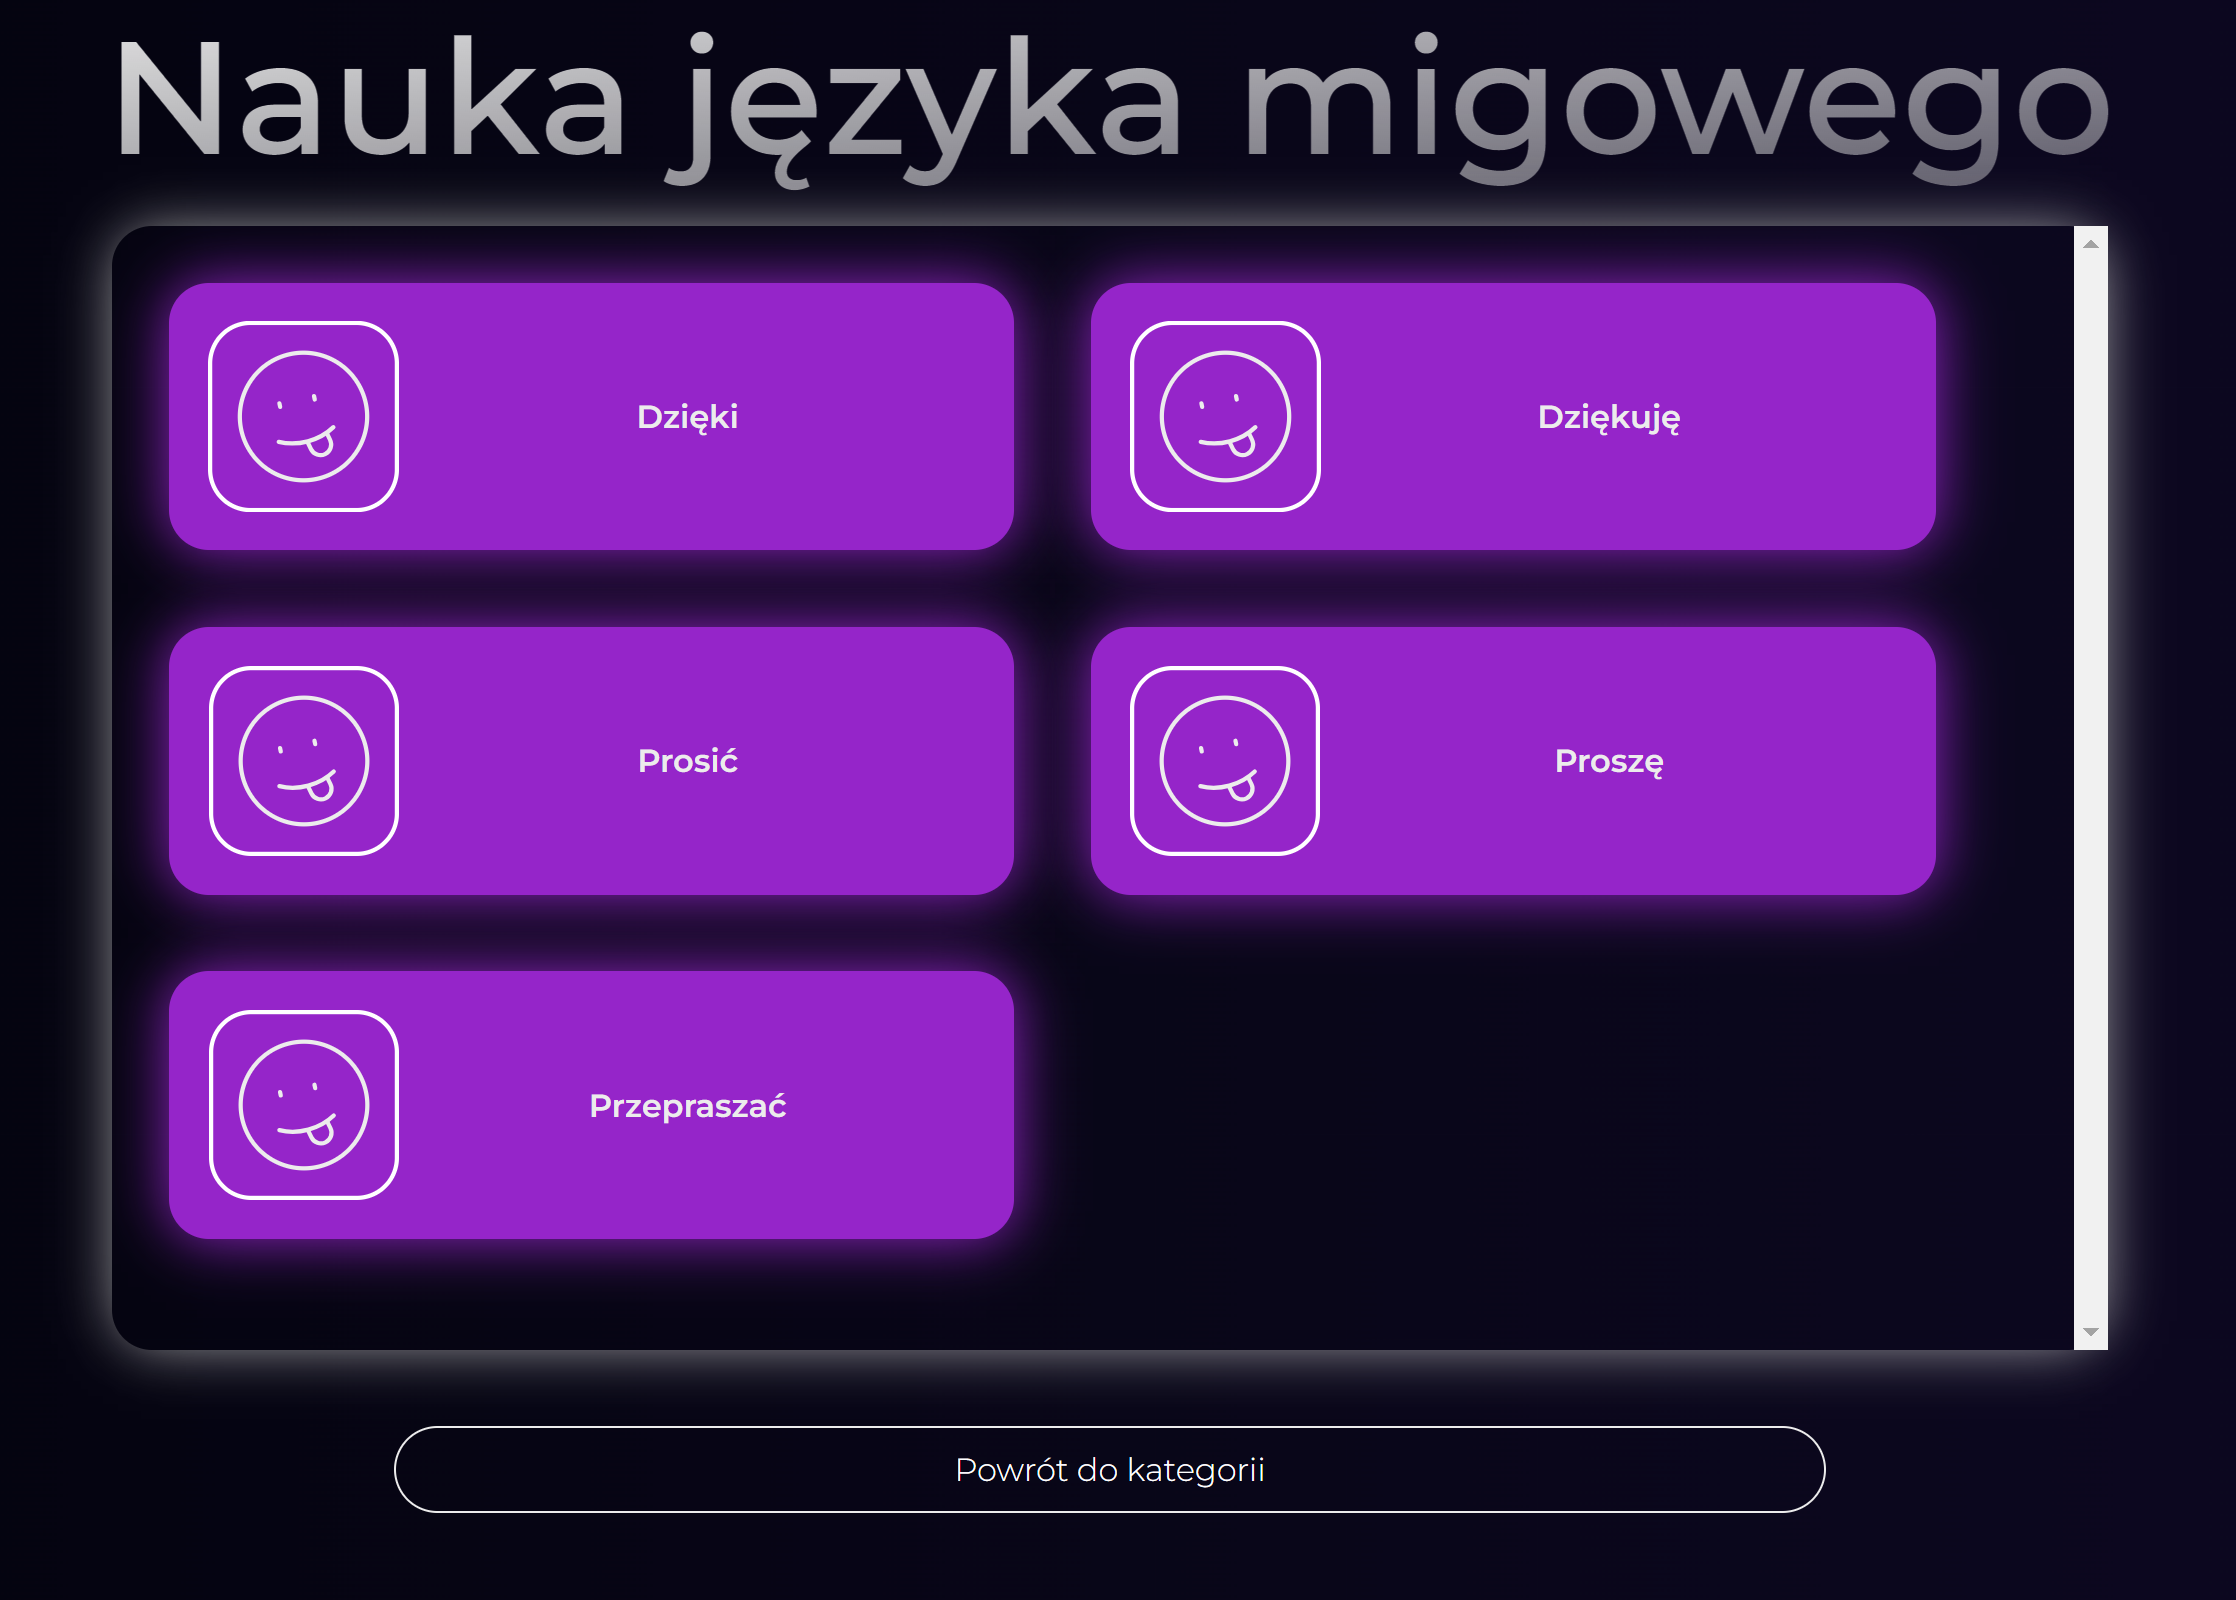 Nauka języka migowego
Dzięki
Dziękuję
Prosić
Proszę
Przepraszać
Powrót do kategorii